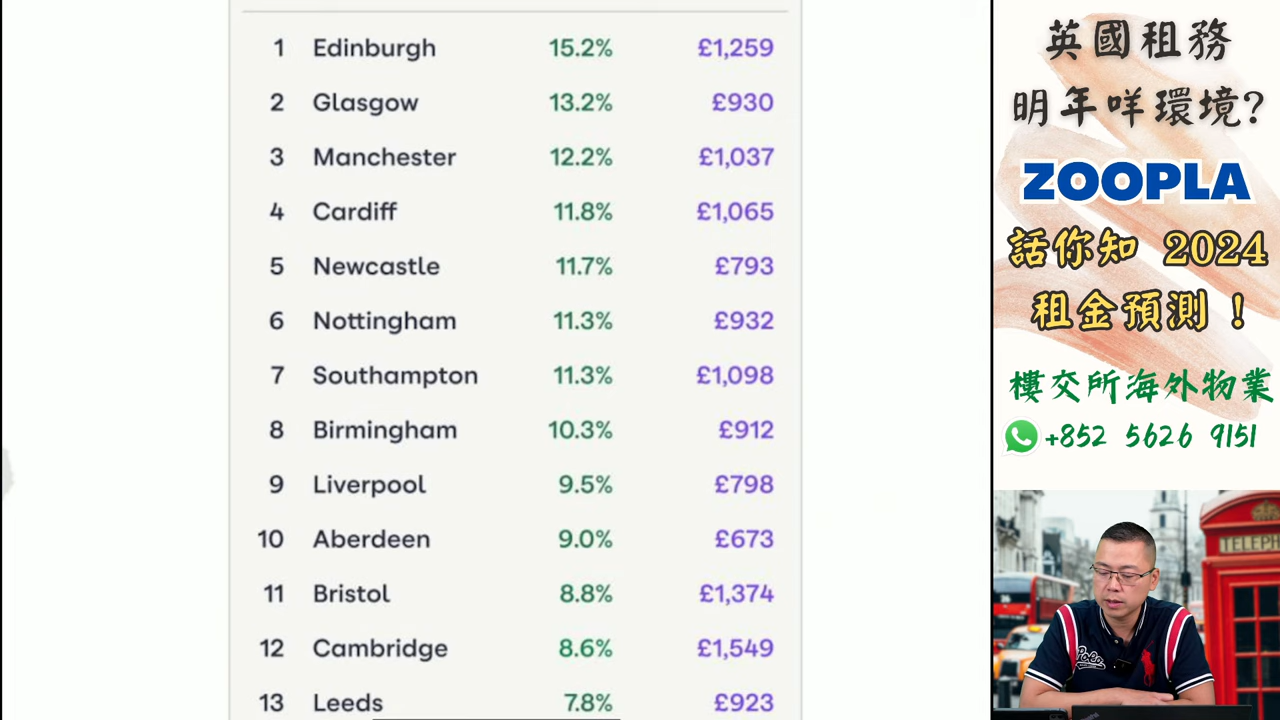 1 Edinburgh 15.2% £1,259
2 Glasgow 13.2% £930
3 Manchester 12.2% £1,037
4 Cardiff 11.8% £1,065
5 Newcastle 11.7% £793
6 Nottingham 11.3% £932
7 Southampton 11.3% £1,098
8 Birmingham 10.3% £912
9 Liverpool 9.5% £798
10 Aberdeen 9.0% £673
11 Bristol 8.8% £1,374
12 Cambridge 8.6% £1,549
13 Leeds 7.8% £923
英國租務
明年咩環境?
ZOOPLA
話你知 2024
租金預測 !
樓交所海外物業
+852 5626 9151
TELEPH
Polo